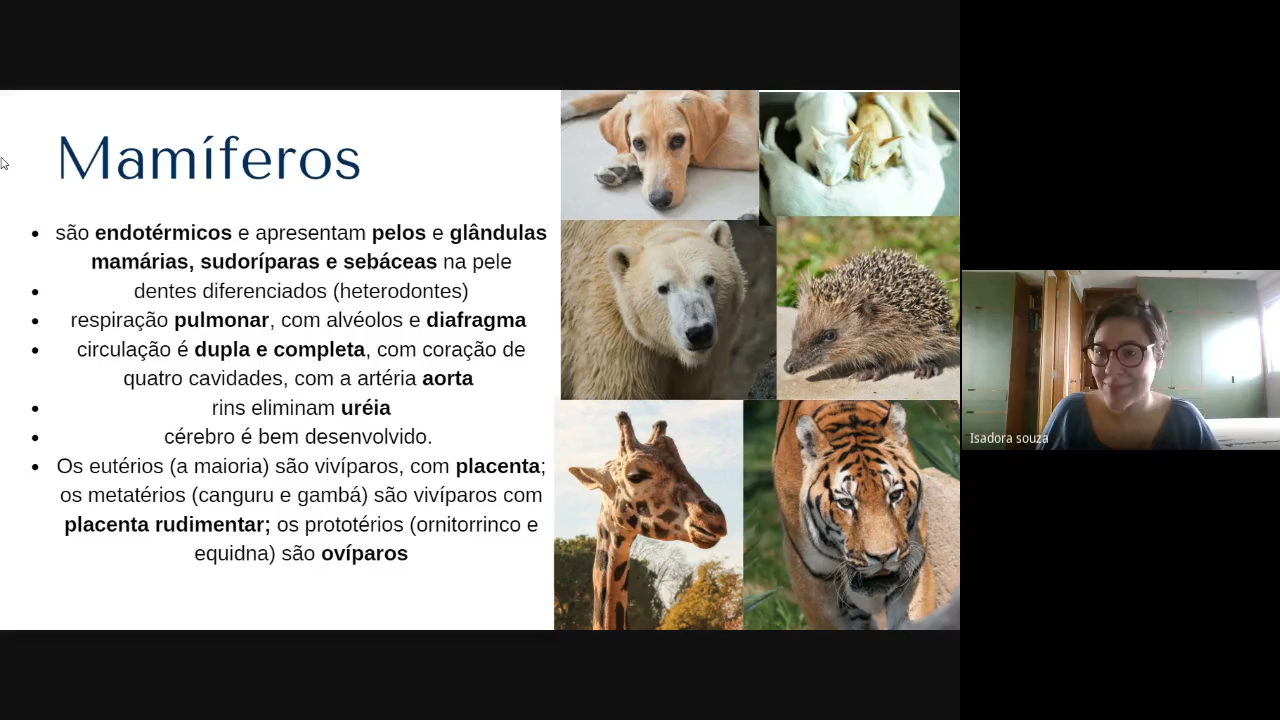 Mamíferos
• são endotérmicos e apresentam pelos e glândulas
mamárias, sudoríparas e sebáceas na pele
• dentes diferenciados (heterodontes)
• respiração pulmonar, com alvéolos e diafragma
• circulação é dupla e completa, com coração de
quatro cavidades, com a artéria aorta
• rins eliminam uréia
• cérebro é bem desenvolvido.
• Os eutérios (a maioria) são vivíparos, com placenta;
os metatérios (canguru e gambá) são vivíparos com
placenta rudimentar; os prototérios (ornitorrinco e
equidna) são ovíparos
Isadora souza